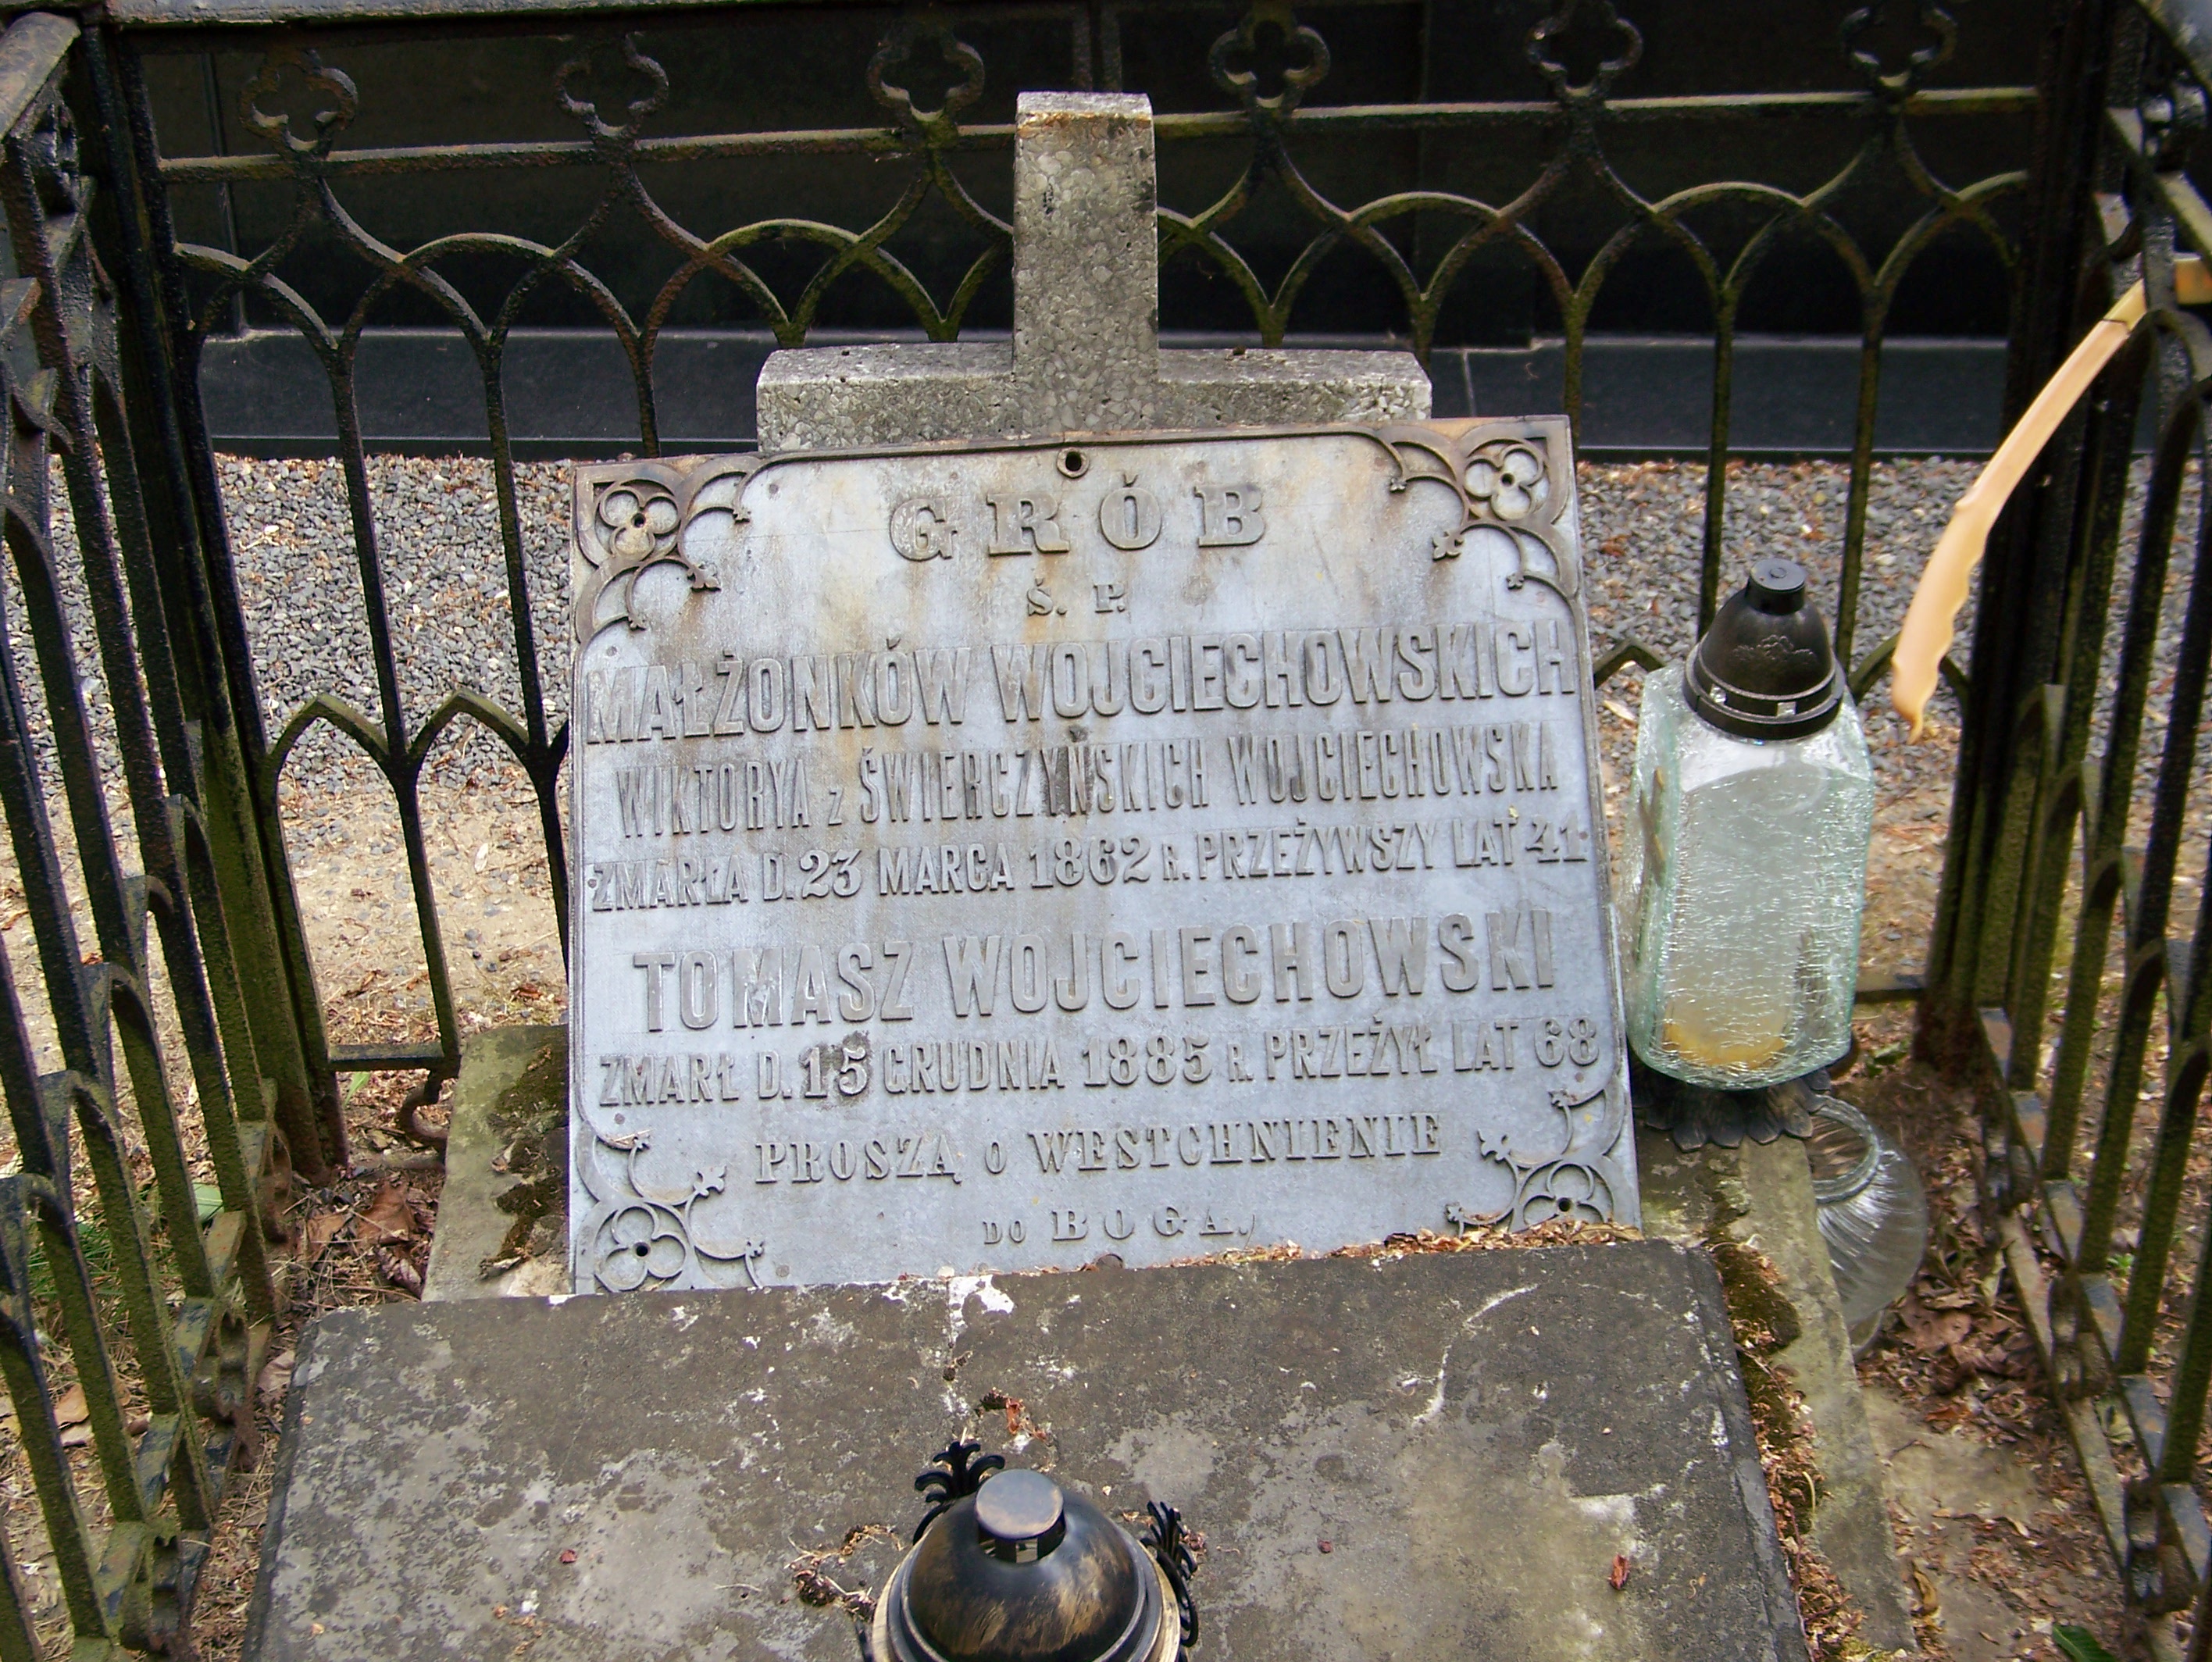 GRÓB
Ś. P.
MAŁŻONKÓW WOJCIECHOWSKICH
WIKTORYA z ŚWIERCZYŃSKICH WOJCIECHOWSKA
ZMARŁA D. 23 MARCA 1862 R. PRZEŻYWSZY LAT 41
TOMASZ WOJCIECHOWSKI
ZMARŁ D. 15 GRUDNIA 1885 R. PRZEŻYŁ LAT 68
PROSZĄ O WESTCHNIENIE
DO BOGA.